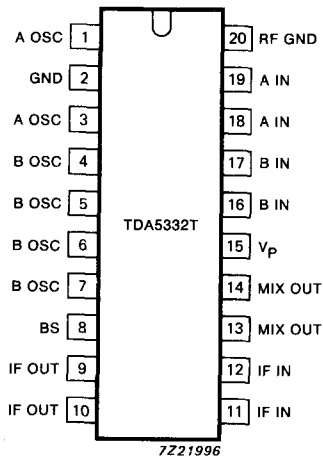 A OSC 1 20 RF GND
GND 2 19 A IN
A OSC 3 18 A IN
B OSC 4 17 B IN
B OSC 5 16 B IN
TDA5332T
B OSC 6 15 VP
B OSC 7 14 MIX OUT
BS 8 13 MIX OUT
IF OUT 9 12 IF IN
IF OUT 10 11 IF IN
7Z21996